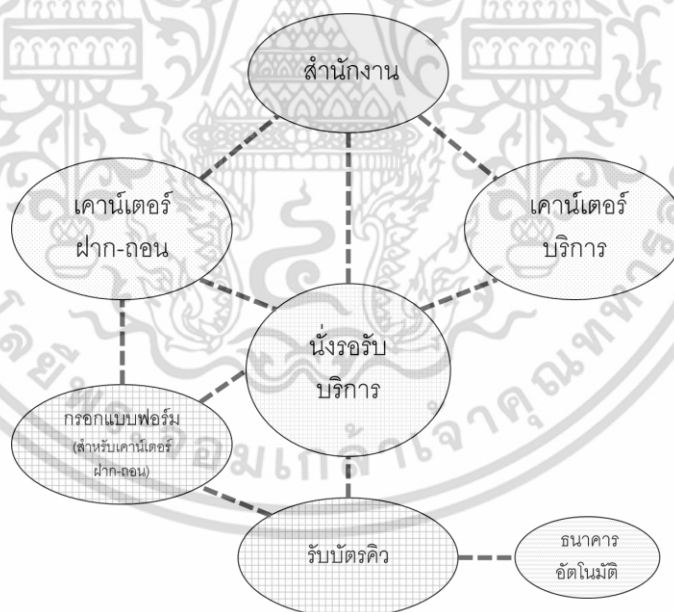 สำนักงาน
เคาน์เตอร์
ฝาก-ถอน
เคาน์เตอร์
บริการ
นั่งรอรับ
บริการ
กรอกแบบฟอร์ม
(สำหรับเคาน์เตอร์
ฝาก-ถอน)
รับบัตรคิว
ธนาคาร
อัตโนมัติ